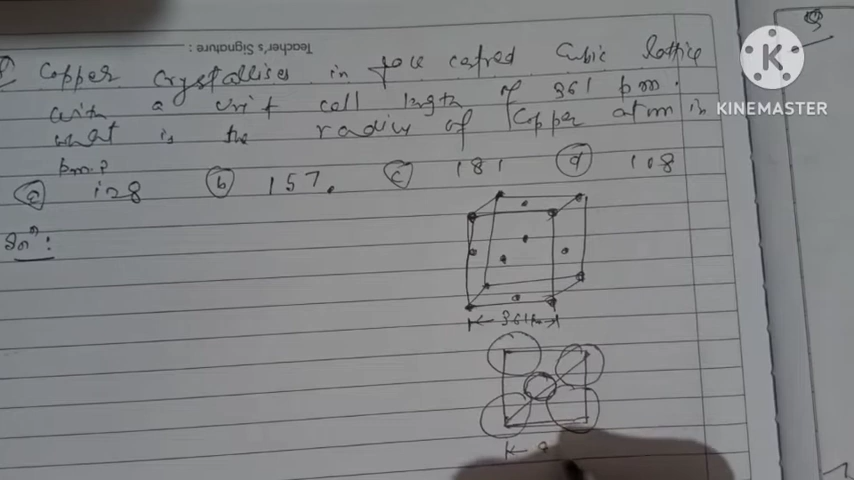 Teacher's Signature :
Copper Crystallises in face centred Cubic lattice
with a unit cell length of 361 pm.
what is the radius of Copper atom in
pm ?
(a) 128 (b) 157. (c) 181 (d) 108
Sol^n :
361
a
K
KINEMASTER